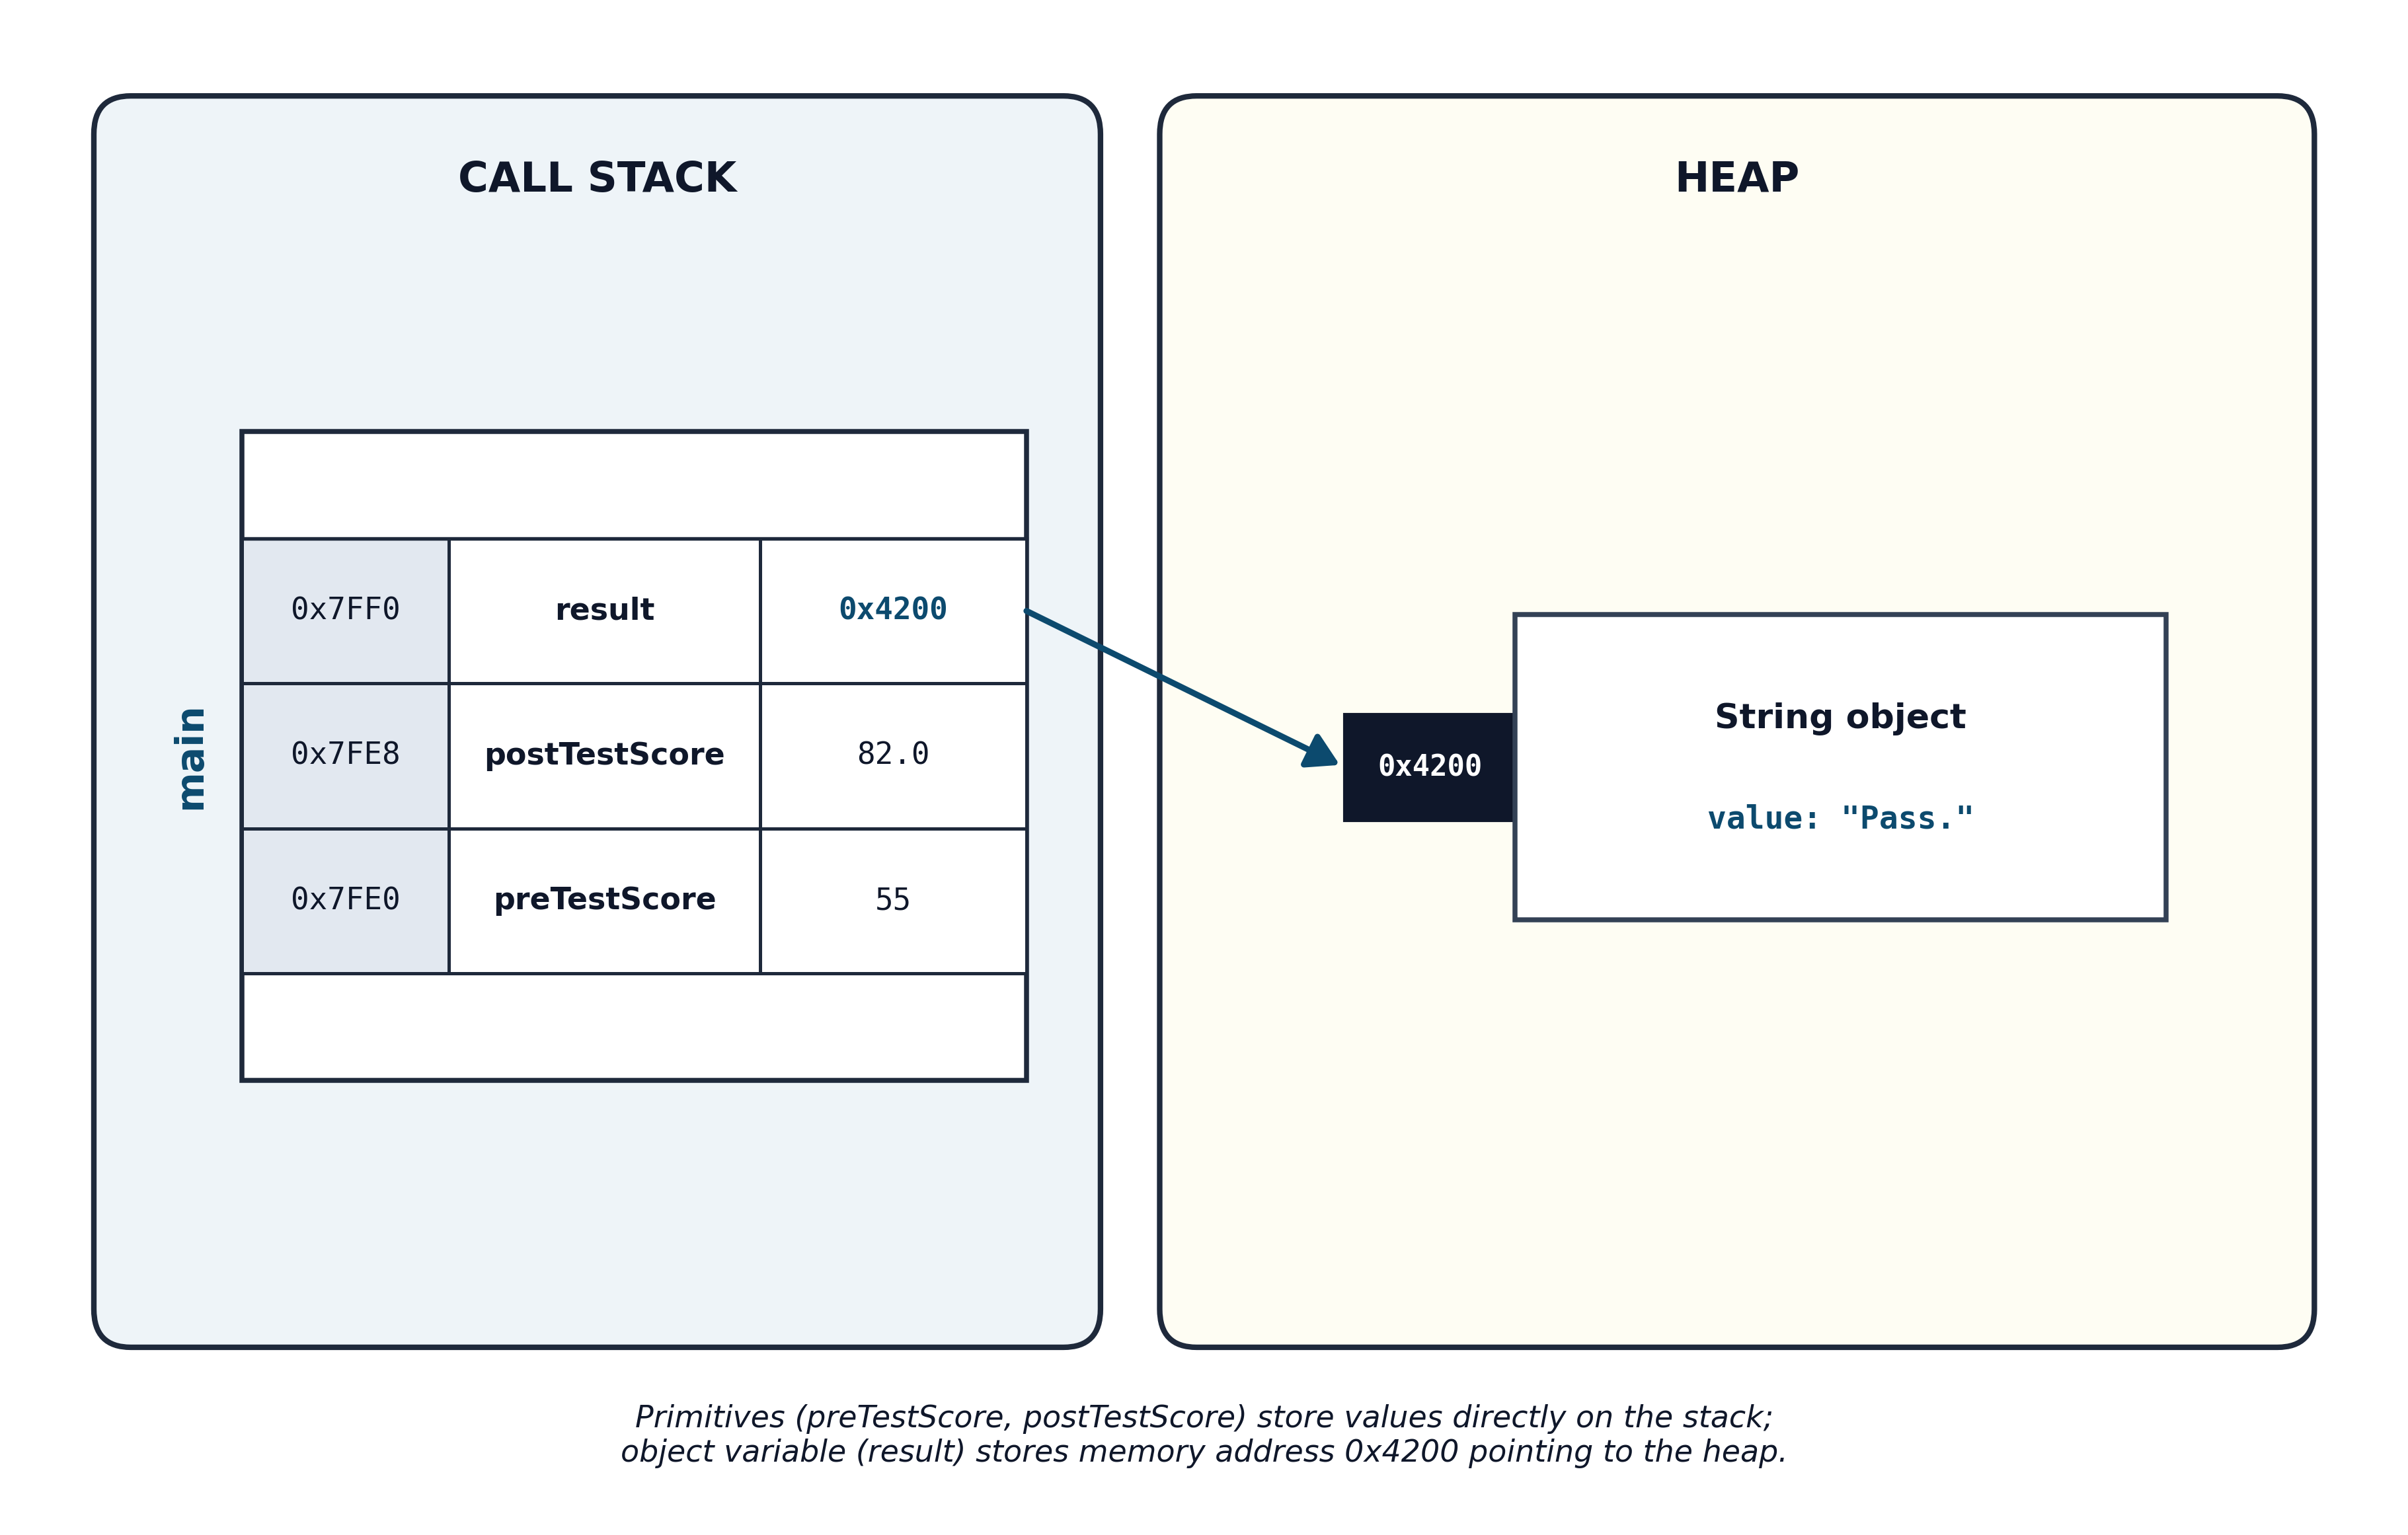 CALL STACK
HEAP
main
0x7FF0 result 0x4200
0x7FE8 postTestScore 82.0
0x7FE0 preTestScore 55
0x4200
String object
value: "Pass."
Primitives (preTestScore, postTestScore) store values directly on the stack;
object variable (result) stores memory address 0x4200 pointing to the heap.